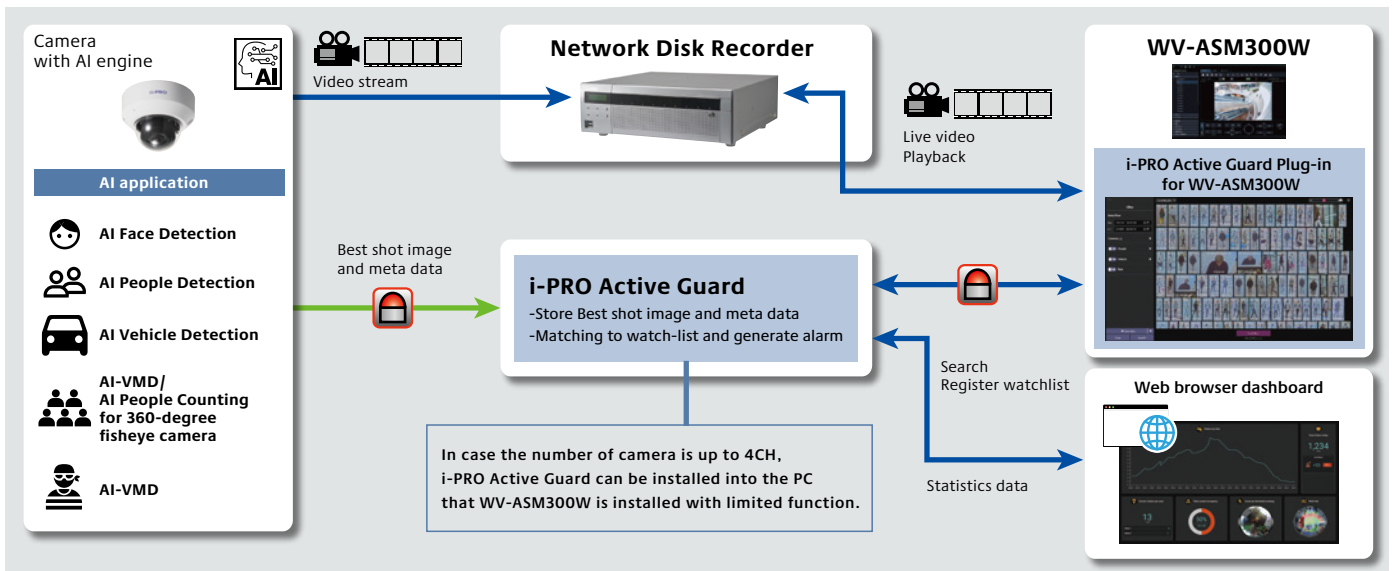 Camera
with AI engine
AI
i-PRO
AI application
AI Face Detection
AI People Detection
AI Vehicle Detection
AI-VMD/
AI People Counting
for 360-degree
fisheye camera
AI-VMD
Video stream
Network Disk Recorder
Live video
Playback
Best shot image
and meta data
i-PRO Active Guard
-Store Best shot image and meta data
-Matching to watch-list and generate alarm
In case the number of camera is up to 4CH,
i-PRO Active Guard can be installed into the PC
that WV-ASM300W is installed with limited function.
Search
Register watchlist
Statistics data
WV-ASM300W
i-PRO Active Guard Plug-in
for WV-ASM300W
Web browser dashboard
1,234
13
50%